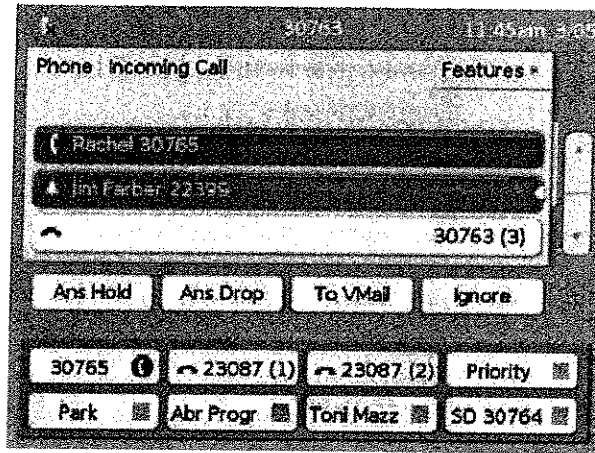 30763 11:45am
Phone Incoming Call Features
Rachel 30765
Jim Farber
30763 (3)
Ans Hold Ans Drop To VMail Ignore
30765 23087 (1) 23087 (2) Priority
Park Abr Progr Toni Mazz SD 30764